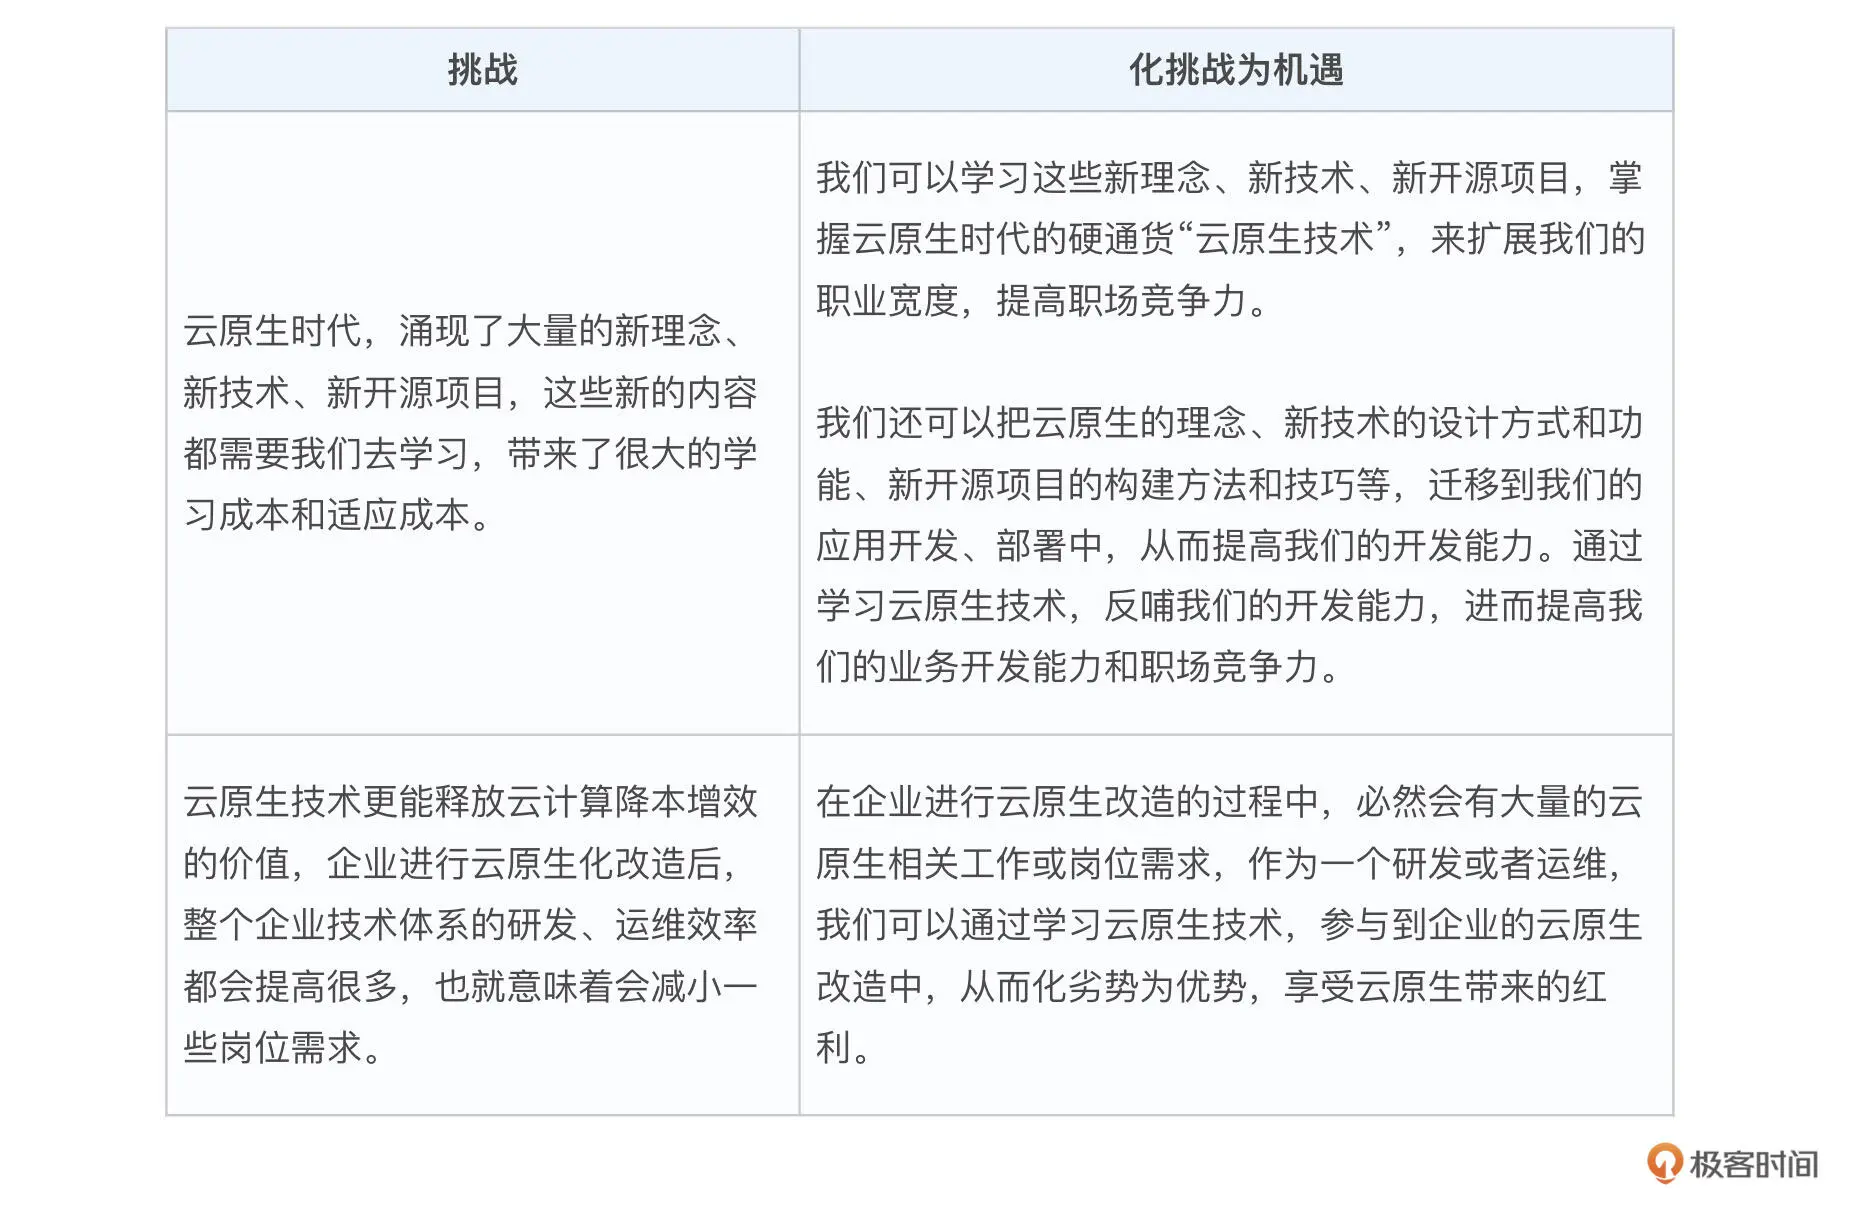 挑战
化挑战为机遇
云原生时代，涌现了大量的新理念、
新技术、新开源项目，这些新的内容
都需要我们去学习，带来了很大的学
习成本和适应成本。
我们可以学习这些新理念、新技术、新开源项目，掌
握云原生时代的硬通货“云原生技术”，来扩展我们的
职业宽度，提高职场竞争力。
我们还可以把云原生的理念、新技术的设计方式和功
能、新开源项目的构建方法和技巧等，迁移到我们的
应用开发、部署中，从而提高我们的开发能力。通过
学习云原生技术，反哺我们的开发能力，进而提高我
们的业务开发能力和职场竞争力。
云原生技术更能释放云计算降本增效
的价值，企业进行云原生化改造后，
整个企业技术体系的研发、运维效率
都会提高很多，也就意味着会减小一
些岗位需求。
在企业进行云原生改造的过程中，必然会有大量的云
原生相关工作或岗位需求，作为一个研发或者运维，
我们可以通过学习云原生技术，参与到企业的云原生
改造中，从而化劣势为优势，享受云原生带来的红
利。
极客时间